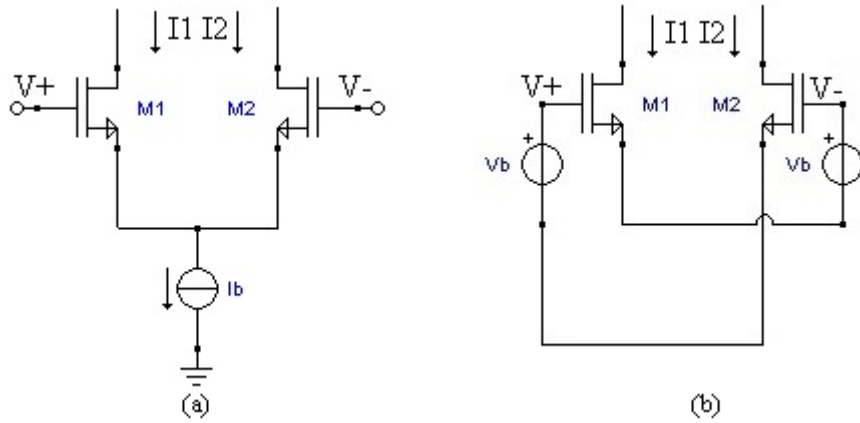 I1 I2
V+
M1
M2
V-
Ib
(a)
I1 I2
V+
M1
M2
V-
+
Vb
+
Vb
(b)